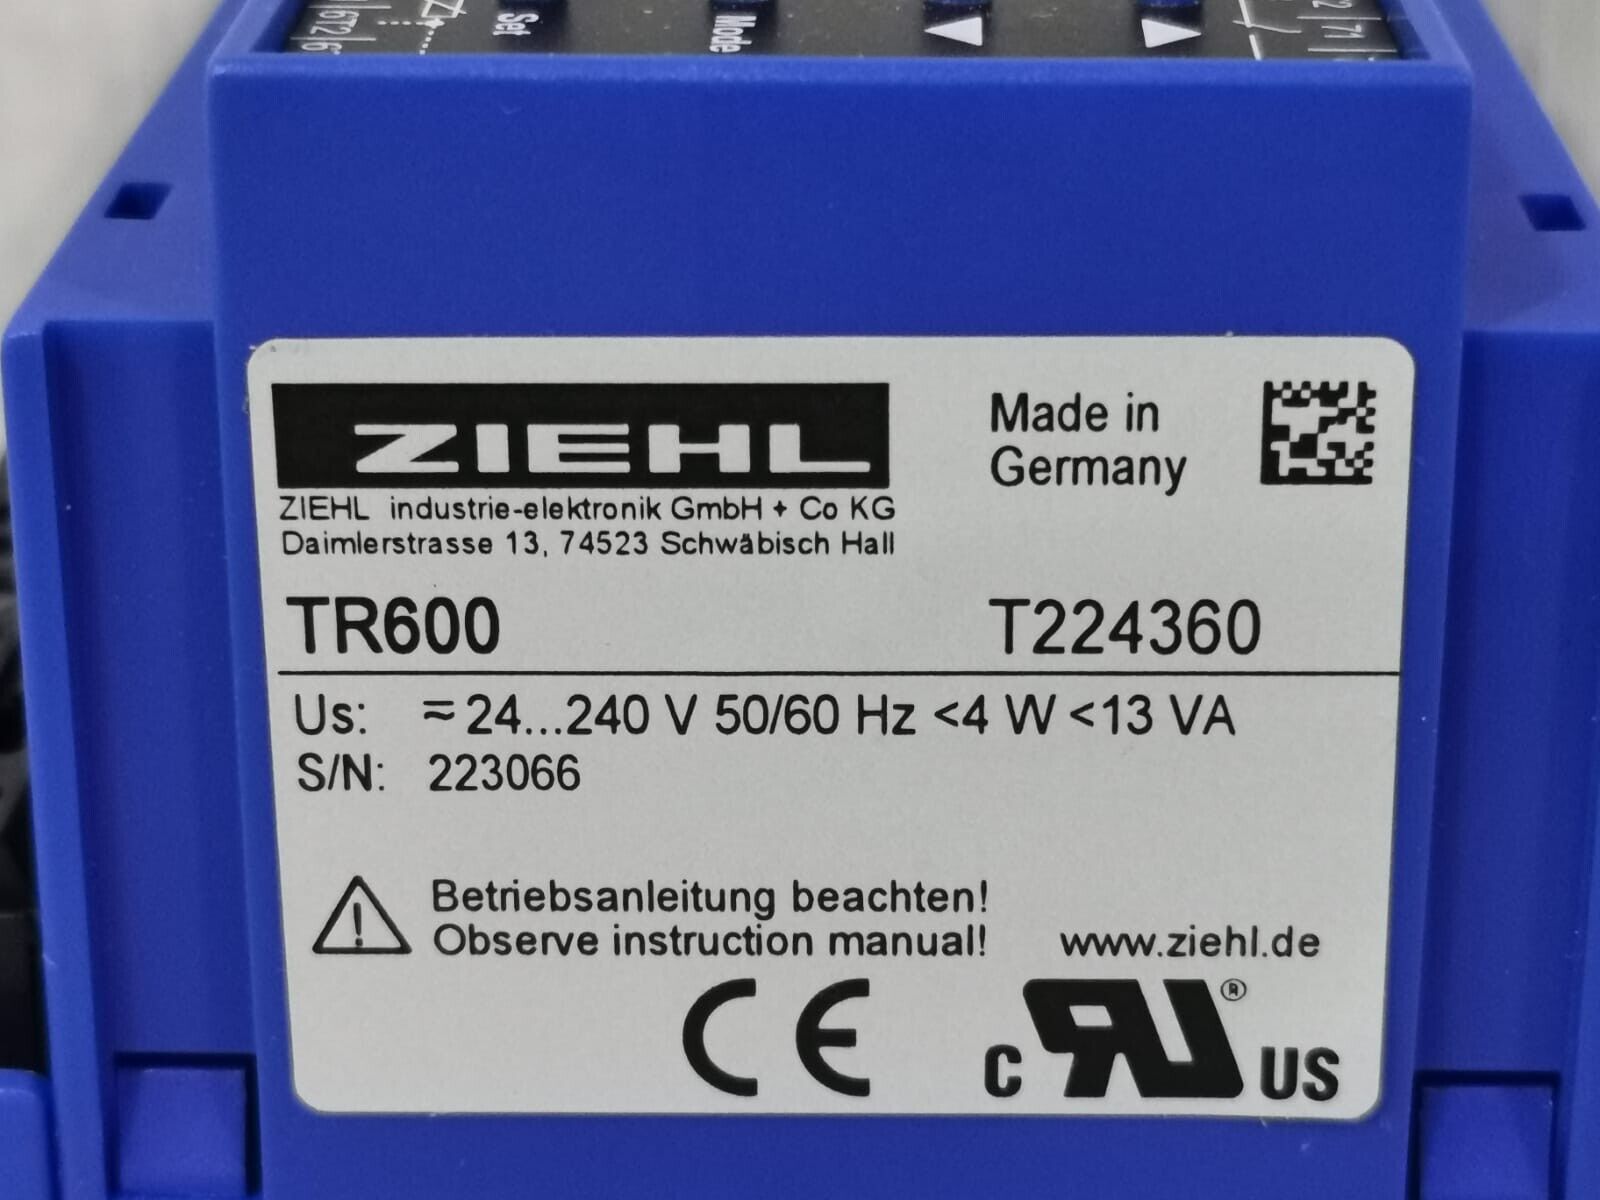 Set
Mode
ZIEHL
Made in
Germany
ZIEHL industrie-elektronik GmbH + Co KG
Daimlerstrasse 13, 74523 Schwäbisch Hall
TR600 T224360
Us: ≂ 24...240 V 50/60 Hz <4 W <13 VA
S/N: 223066
Betriebsanleitung beachten!
Observe instruction manual! www.ziehl.de
CE
C RU® US